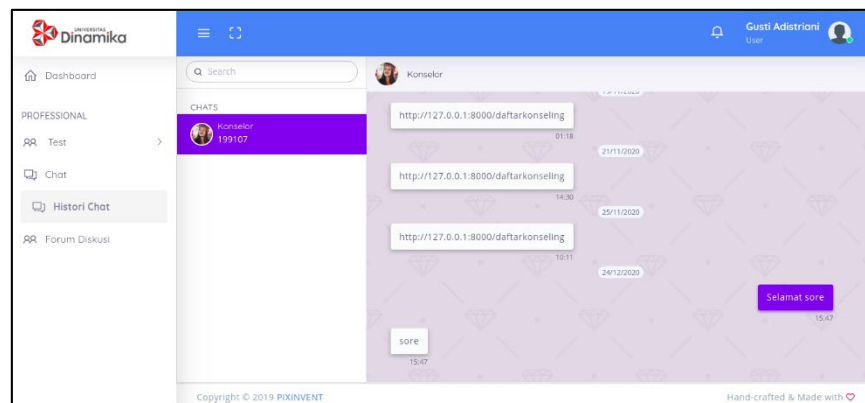 UNIVERSITAS
Dinamika
Gusti Adistriani
User
Dashboard
PROFESSIONAL
Test
Chat
Histori Chat
Forum Diskusi
Search
CHATS
Konselor
199107
Konselor
http://127.0.0.1:8000/daftarkonseling
01:18
21/11/2020
http://127.0.0.1:8000/daftarkonseling
14:30
25/11/2020
http://127.0.0.1:8000/daftarkonseling
10:11
24/12/2020
Selamat sore
15:47
sore
15:47
Copyright © 2019 PIXINVENT
Hand-crafted & Made with